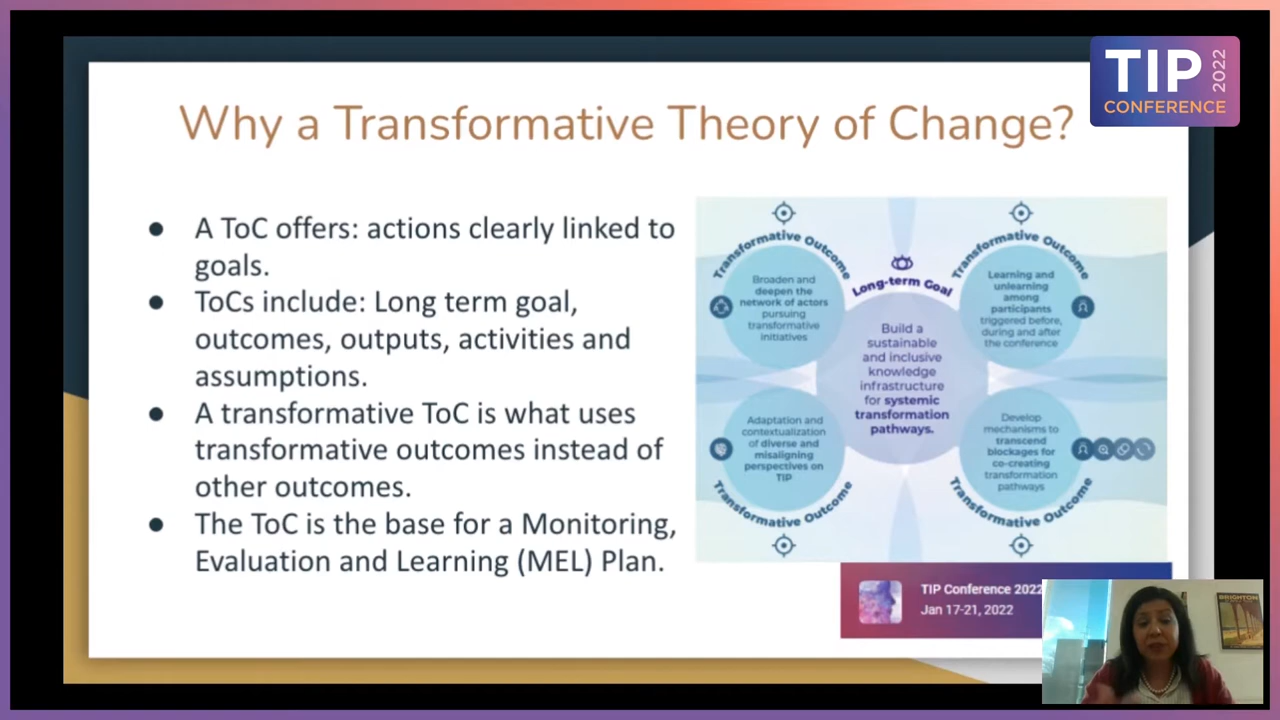 TIP 2022
CONFERENCE
Why a Transformative Theory of Change?
● A ToC offers: actions clearly linked to
goals.
● ToCs include: Long term goal,
outcomes, outputs, activities and
assumptions.
● A transformative ToC is what uses
transformative outcomes instead of
other outcomes.
● The ToC is the base for a Monitoring,
Evaluation and Learning (MEL) Plan.
Transformative Outcome
Broaden and
deepen the
network of actors
pursuing
transformative
initiatives
Long-term Goal
Build a
sustainable
and inclusive
knowledge
infrastructure
for systemic
transformation
pathways.
Transformative Outcome
Learning and
unlearning
among
participants
triggered before,
during and after
the conference
Adaptation and
contextualization
of diverse and
misaligning
perspectives on
TIP
Transformative Outcome
Develop
mechanisms to
transcend
blockages for
co-creating
transformation
pathways
Transformative Outcome
TIP Conference 2022
Jan 17-21, 2022
BRIGHTON